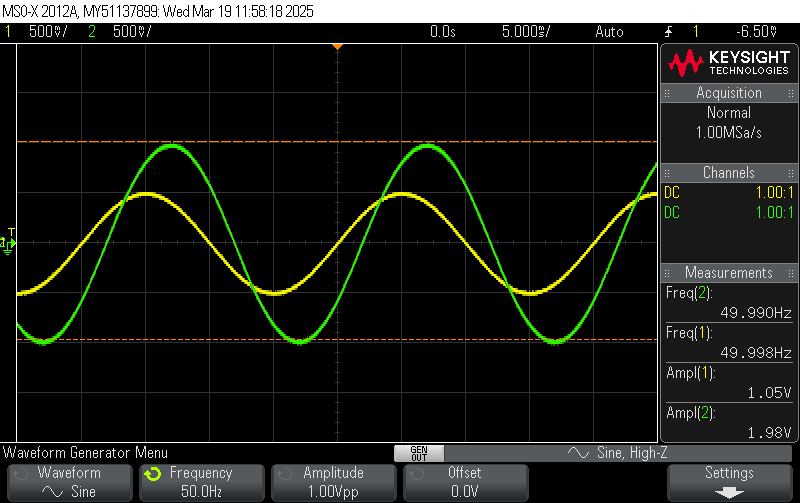 MSO-X 2012A, MY51137899: Wed Mar 19 11:58:18 2025
1 500mV/ 2 500mV/ 0.0s 5.000ms/ Auto 1 -6.50mV
KEYSIGHT
TECHNOLOGIES
Acquisition
Normal
1.00MSa/s
Channels
DC 1.00:1
DC 1.00:1
T
2
Measurements
Freq(2):
49.990Hz
Freq(1):
49.998Hz
Ampl(1):
1.05V
Ampl(2):
1.98V
Waveform Generator Menu
GEN
OUT
Sine, High-Z
Waveform
Sine
Frequency
50.0Hz
Amplitude
1.00Vpp
Offset
0.0V
Settings